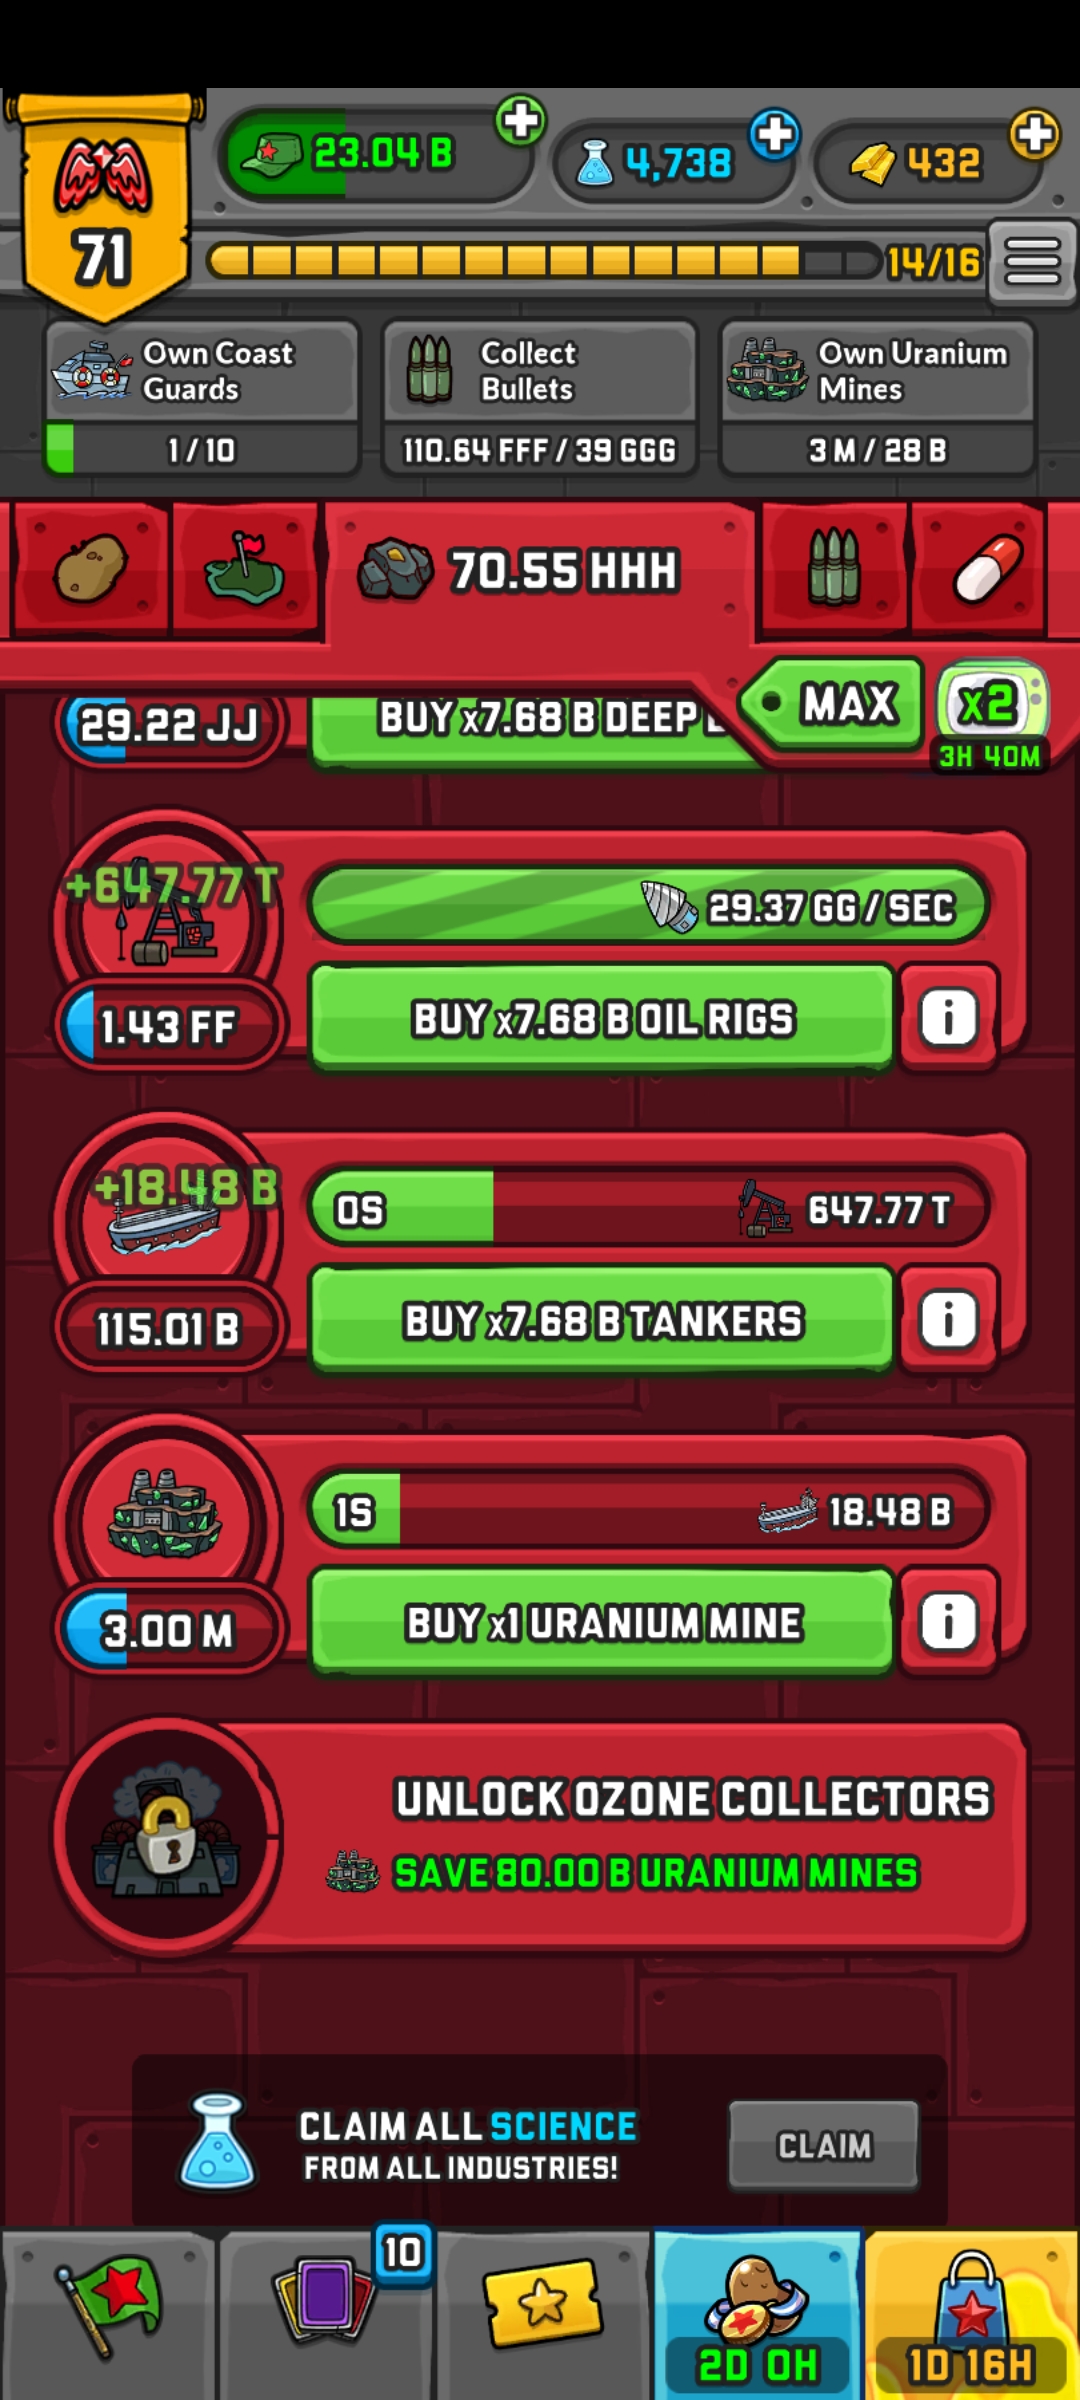 23.04 B
4,738
432
71
14/16
Own Coast
Guards
1 / 10
Collect
Bullets
110.64 FFF / 39 GGG
Own Uranium
Mines
3 M / 28 B
70.55 HHH
MAX
x2
3H 40M
29.22 JJ
BUY x7.68 B DEEP
+647.77 T
29.37 GG / SEC
1.43 FF
BUY x7.68 B OIL RIGS
i
+18.48 B
0S
647.77 T
115.01 B
BUY x7.68 B TANKERS
i
1S
18.48 B
3.00 M
BUY x1 URANIUM MINE
i
UNLOCK OZONE COLLECTORS
SAVE 80.00 B URANIUM MINES
CLAIM ALL SCIENCE
FROM ALL INDUSTRIES!
CLAIM
10
2D 0H
1D 16H